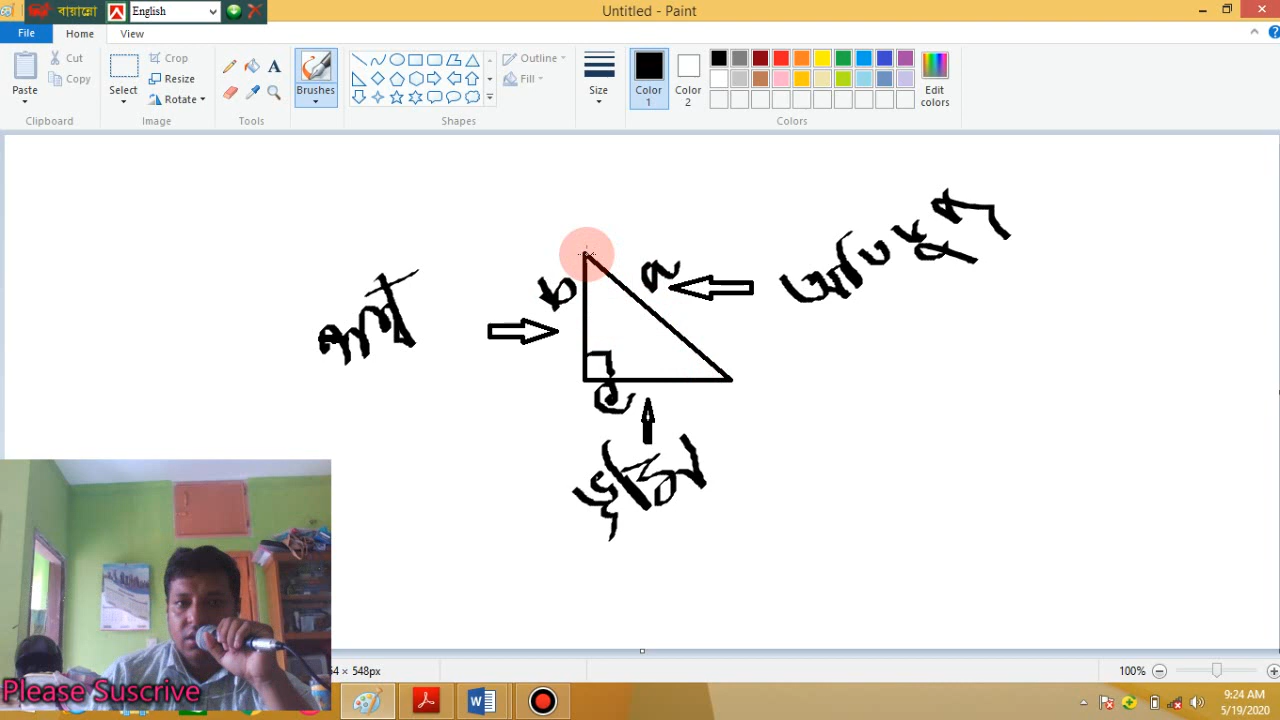 বায়ান্নো English Untitled - Paint
File Home View
Paste Cut Copy Select Crop Resize Rotate Brushes Outline Fill Size Color 1 Color 2 Edit colors
Clipboard Image Tools Shapes Colors
a
b
লম্ব
c
ভূমি
Please Suscrive
× 548px 100%
9:24 AM
5/19/2020